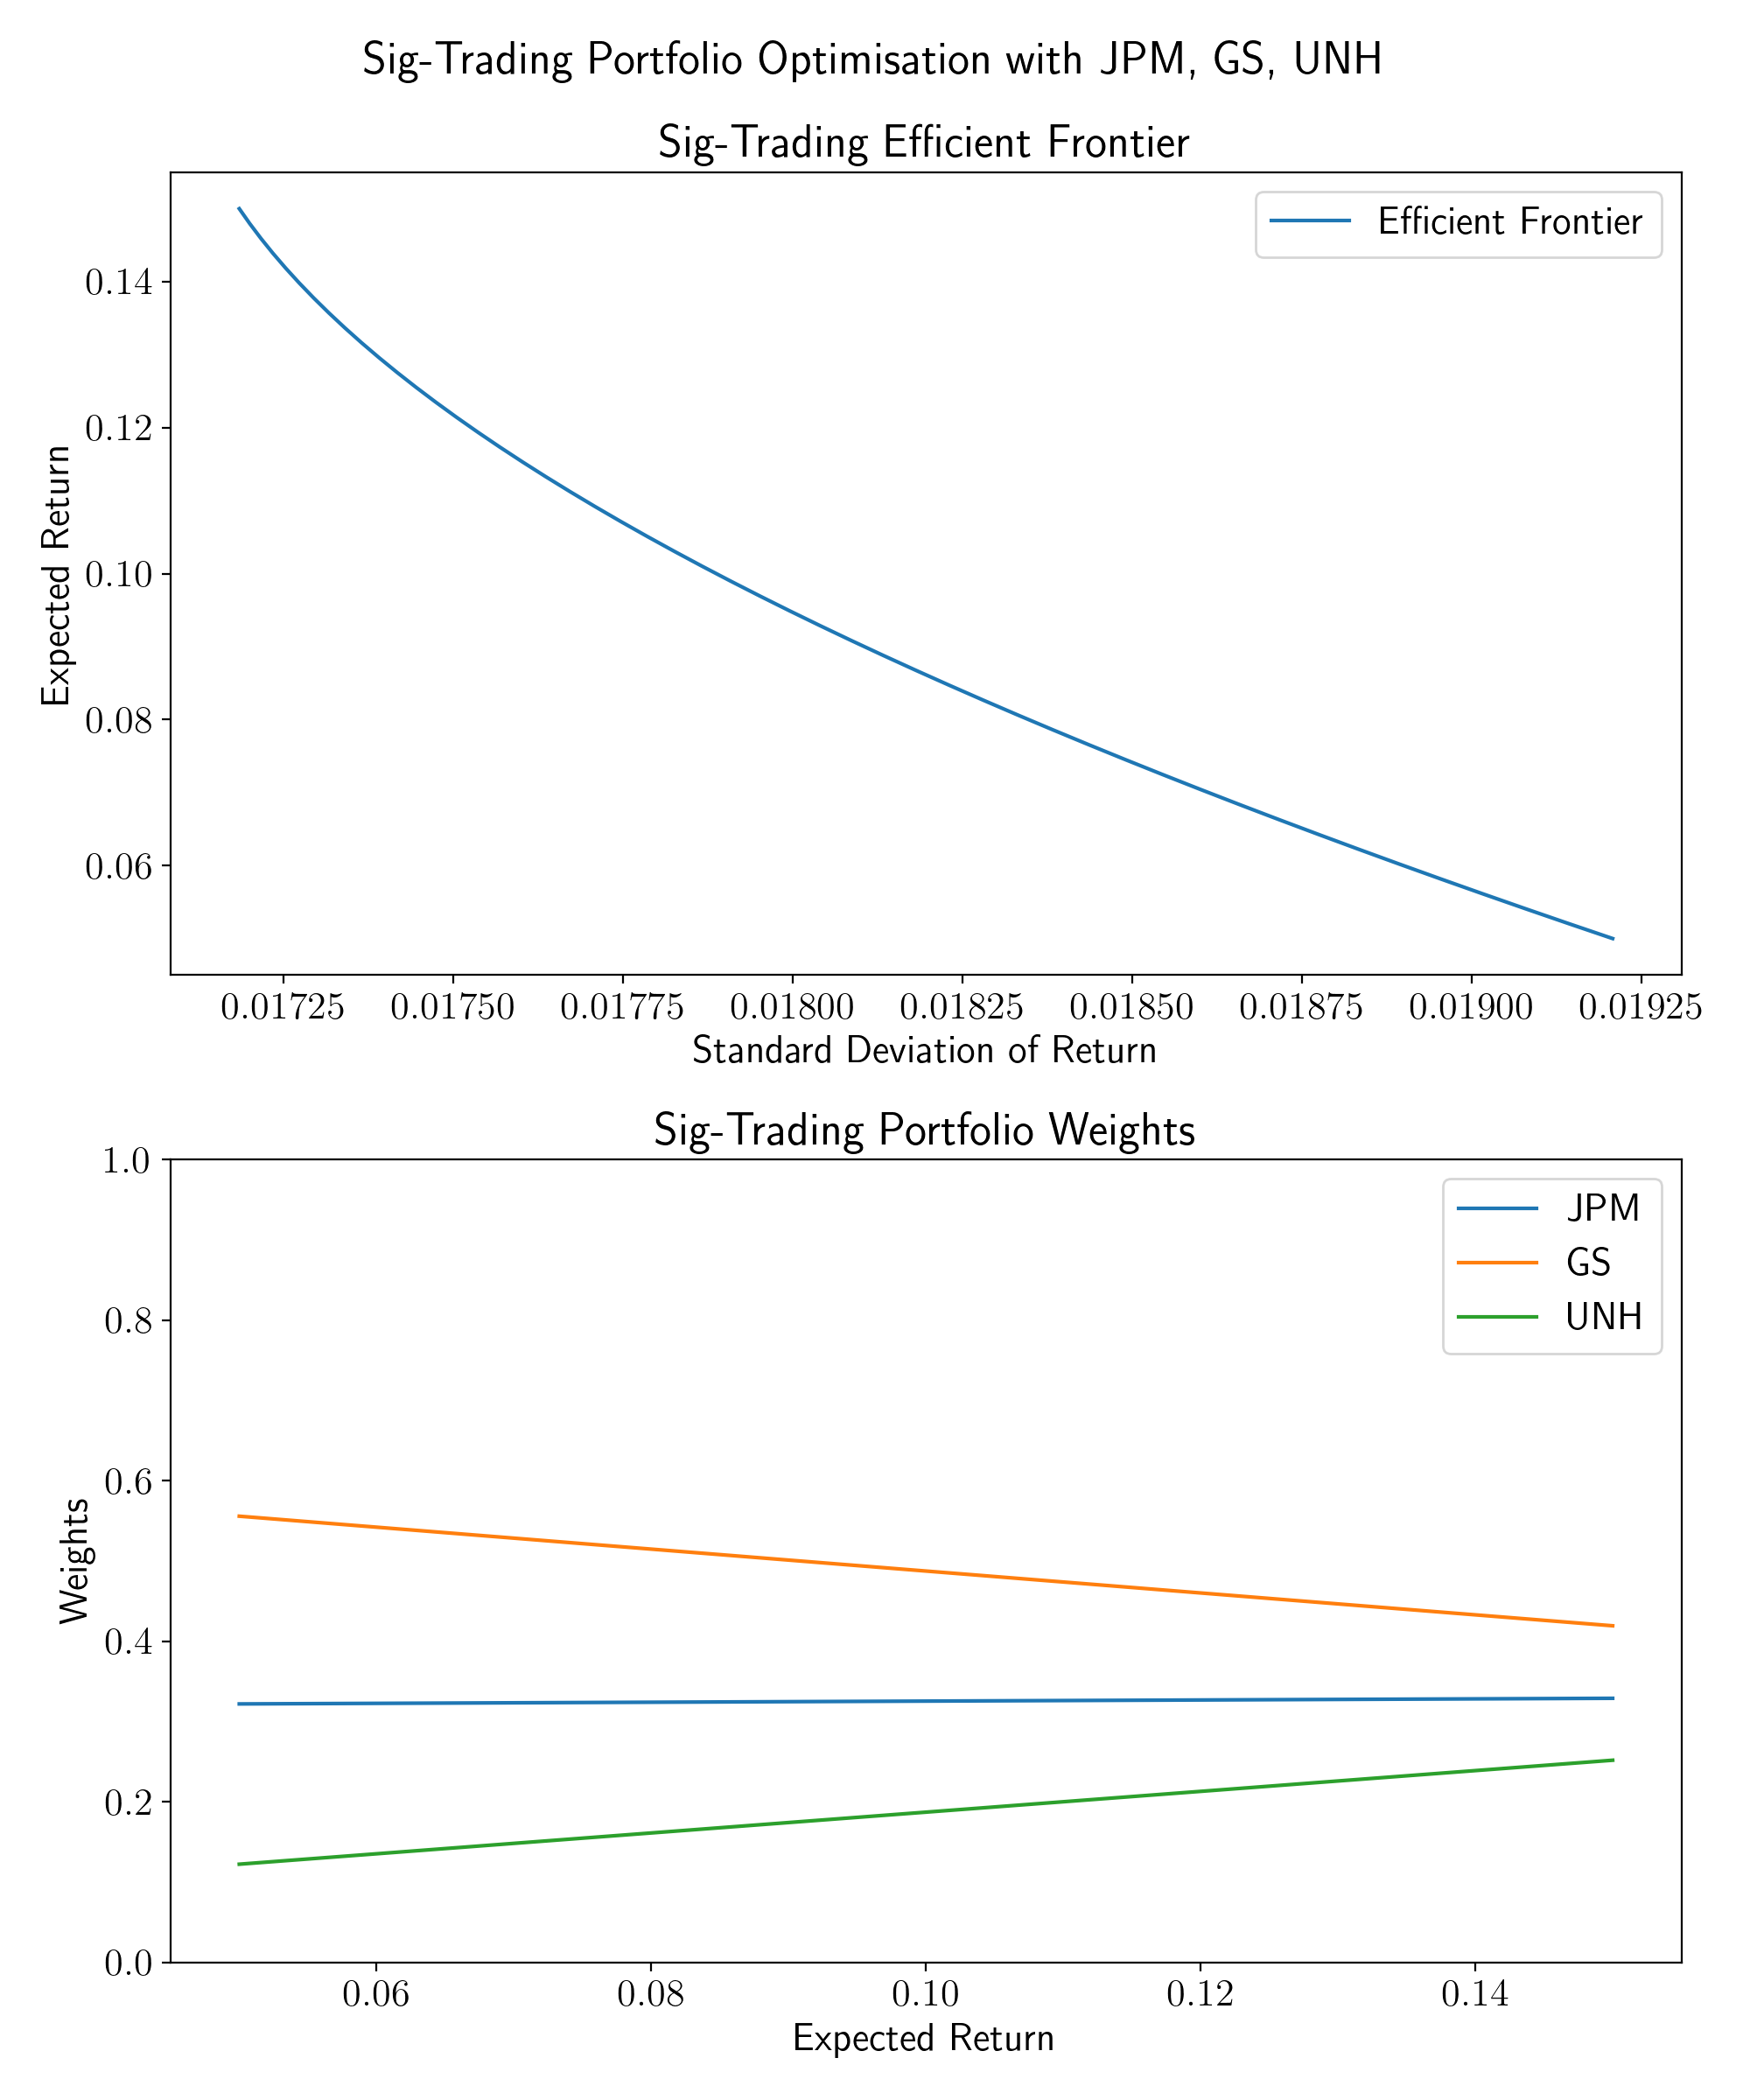 Sig-Trading Portfolio Optimisation with JPM, GS, UNH
Sig-Trading Efficient Frontier
Efficient Frontier
Expected Return
0.14
0.12
0.10
0.08
0.06
0.01725 0.01750 0.01775 0.01800 0.01825 0.01850 0.01875 0.01900 0.01925
Standard Deviation of Return
Sig-Trading Portfolio Weights
JPM
GS
UNH
Weights
1.0
0.8
0.6
0.4
0.2
0.0
0.06 0.08 0.10 0.12 0.14
Expected Return